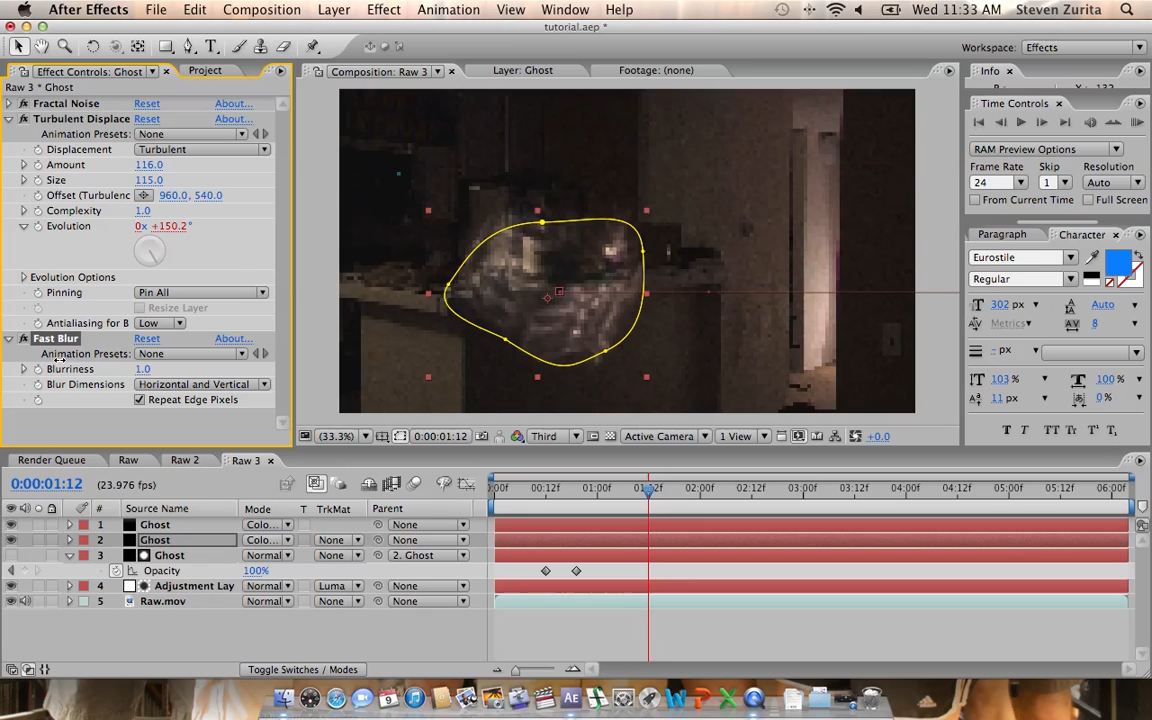 After Effects File Edit Composition Layer Effect Animation View Window Help Wed 11:33 AM Steven Zurita
tutorial.aep *
Workspace: Effects
Effect Controls: Ghost Project Composition: Raw 3 Layer: Ghost Footage: (none) Info
Raw 3 * Ghost
Fractal Noise Reset About... Time Controls
Turbulent Displace Reset About...
Animation Presets: None
Displacement Turbulent RAM Preview Options
Amount 116.0 Frame Rate Skip Resolution
Size 115.0 24 1 Auto
Offset (Turbulenc 960.0, 540.0 From Current Time Full Screen
Complexity 1.0
Evolution 0x +150.2° Paragraph Character
Eurostile
Evolution Options Regular
Pinning Pin All 302 px Auto
Resize Layer Metrics 8
Antialiasing for B Low - px
Fast Blur Reset About...
Animation Presets: None
Blurriness 1.0 103 % 100 %
Blur Dimensions Horizontal and Vertical 11 px 0 %
Repeat Edge Pixels
T T TT Tr T' T,
(33.3%) 0:00:01:12 Third Active Camera 1 View +0.0
Render Queue Raw Raw 2 Raw 3
0:00:01:12 (23.976 fps) :00f 00:12f 01:00f 01:12f 02:00f 02:12f 03:00f 03:12f 04:00f 04:12f 05:00f 05:12f 06:00f
# Source Name Mode T TrkMat Parent
1 Ghost Colo... None
2 Ghost Colo... None None
3 Ghost Normal None 2. Ghost
Opacity 100%
4 Adjustment Lay Normal Luma None
5 Raw.mov Normal None None
Toggle Switches / Modes